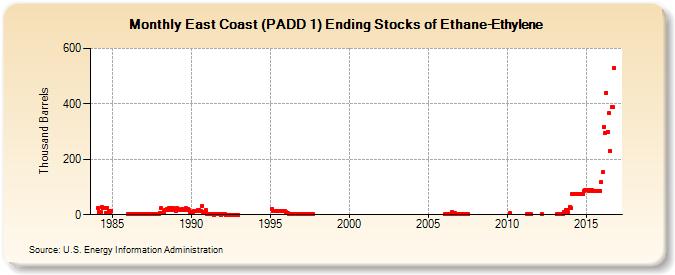 Monthly East Coast (PADD 1) Ending Stocks of Ethane-Ethylene
Thousand Barrels
600
400
200
0
1985 1990 1995 2000 2005 2010 2015
Source: U.S. Energy Information Administration